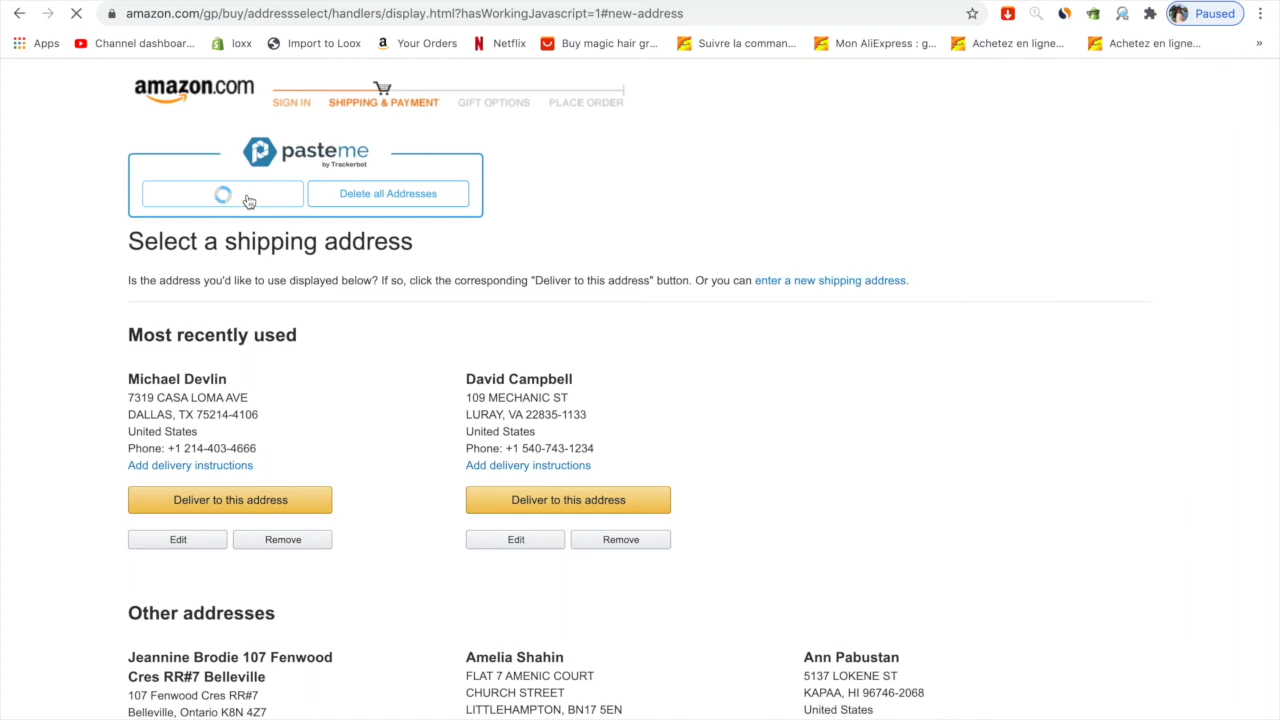 amazon.com/gp/buy/addressselect/handlers/display.html?hasWorkingJavascript=1#new-address
Paused
Apps
Channel dashboar...
loxx
Import to Loox
Your Orders
Netflix
Buy magic hair gr...
Suivre la comman...
Mon AliExpress : g...
Achetez en ligne...
Achetez en ligne...
»
amazon.com
SIGN IN SHIPPING & PAYMENT GIFT OPTIONS PLACE ORDER
pasteme
by Trackerbot
Delete all Addresses
Select a shipping address
Is the address you'd like to use displayed below? If so, click the corresponding "Deliver to this address" button. Or you can enter a new shipping address.
Most recently used
Michael Devlin
7319 CASA LOMA AVE
DALLAS, TX 75214-4106
United States
Phone: +1 214-403-4666
Add delivery instructions
Deliver to this address
Edit Remove
David Campbell
109 MECHANIC ST
LURAY, VA 22835-1133
United States
Phone: +1 540-743-1234
Add delivery instructions
Deliver to this address
Edit Remove
Other addresses
Jeannine Brodie 107 Fenwood
Cres RR#7 Belleville
107 Fenwood Cres RR#7
Belleville, Ontario K8N 4Z7
Amelia Shahin
FLAT 7 AMENIC COURT
CHURCH STREET
LITTLEHAMPTON, BN17 5EN
Ann Pabustan
5137 LOKENE ST
KAPAA, HI 96746-2068
United States